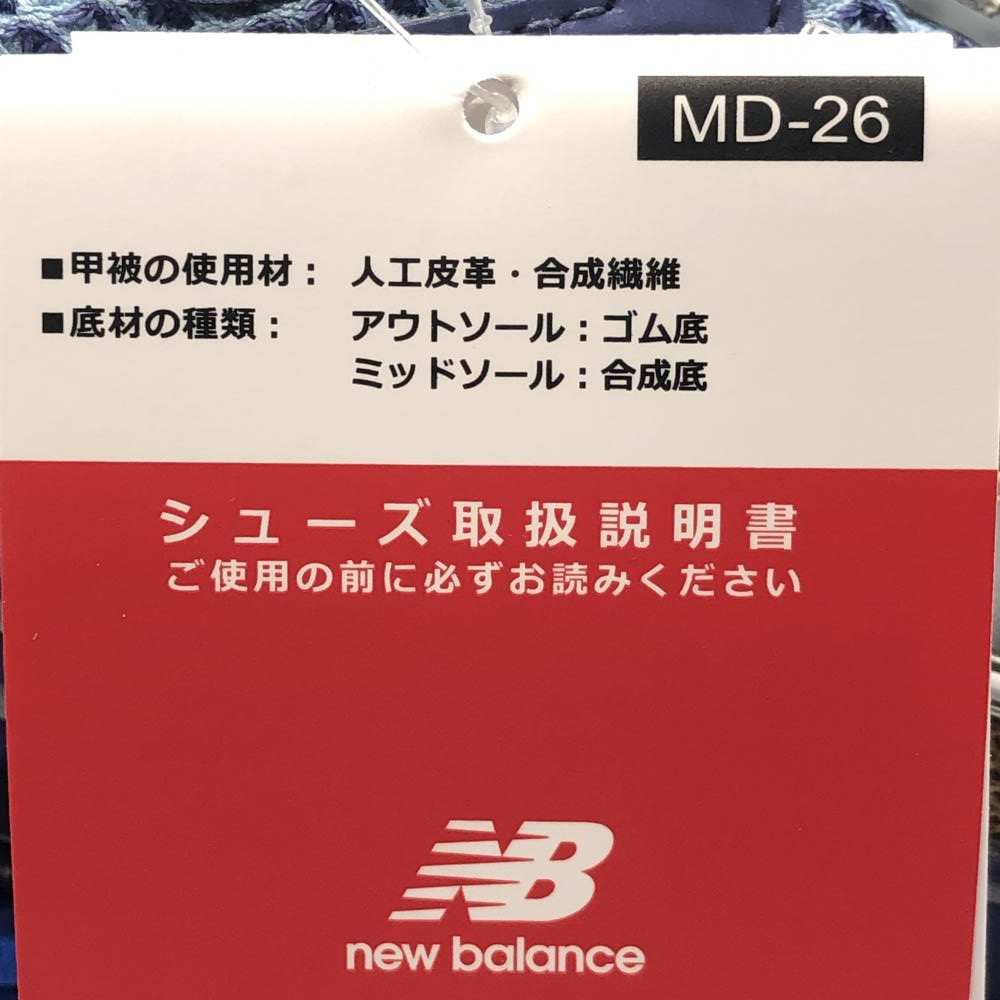 MD-26
■甲被の使用材： 人工皮革・合成繊維
■底材の種類： アウトソール：ゴム底
ミッドソール：合成底
シューズ取扱説明書
ご使用の前に必ずお読みください
NB
new balance